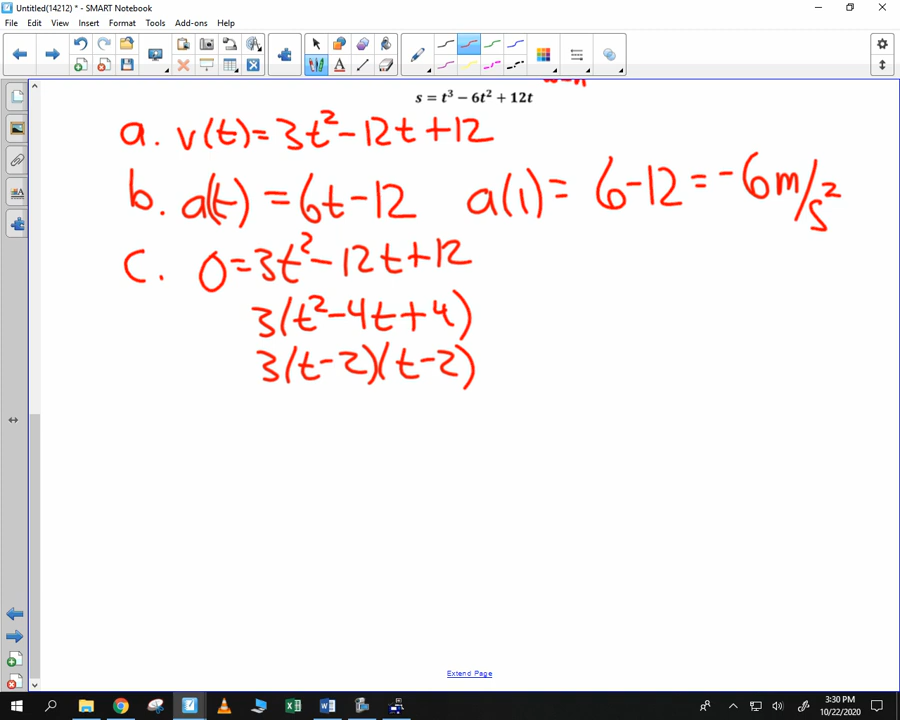 Untitled(14212) * - SMART Notebook
File Edit View Insert Format Tools Add-ons Help
s = t³ − 6t² + 12t
a. v(t) = 3t² − 12t + 12
b. a(t) = 6t − 12 a(1) = 6 − 12 = −6 m/s²
c. 0 = 3t² − 12t + 12
3(t² − 4t + 4)
3(t − 2)(t − 2)
Extend Page
3:30 PM
10/22/2020